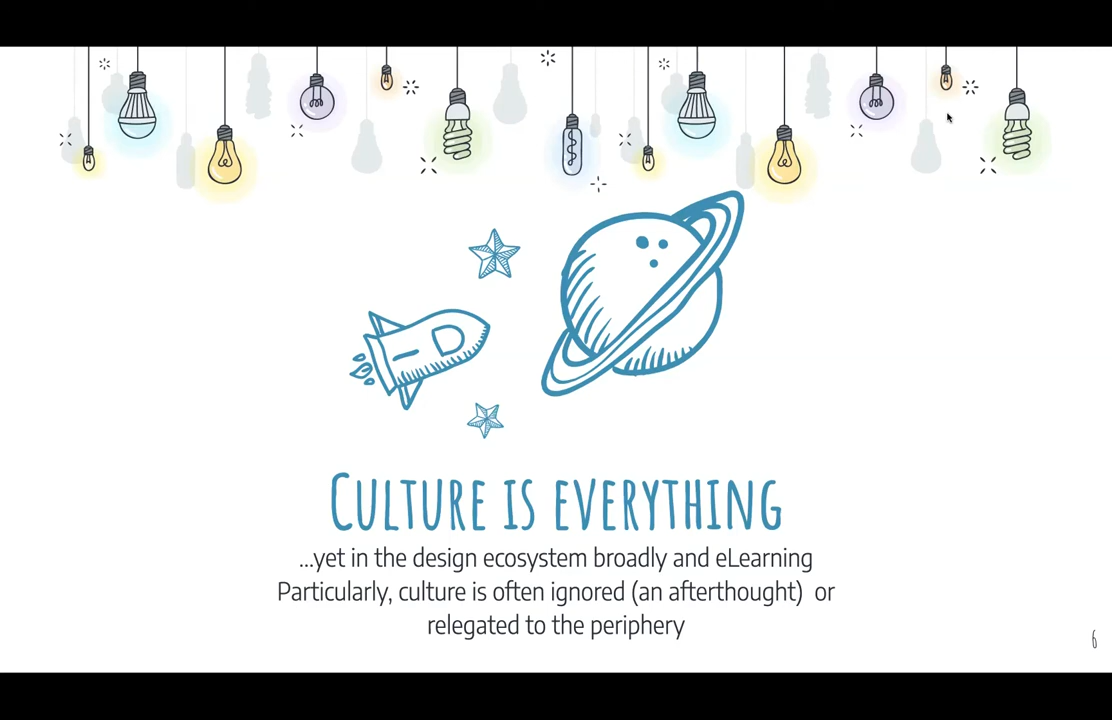 Culture is everything
...yet in the design ecosystem broadly and eLearning
Particularly, culture is often ignored (an afterthought) or
relegated to the periphery
6